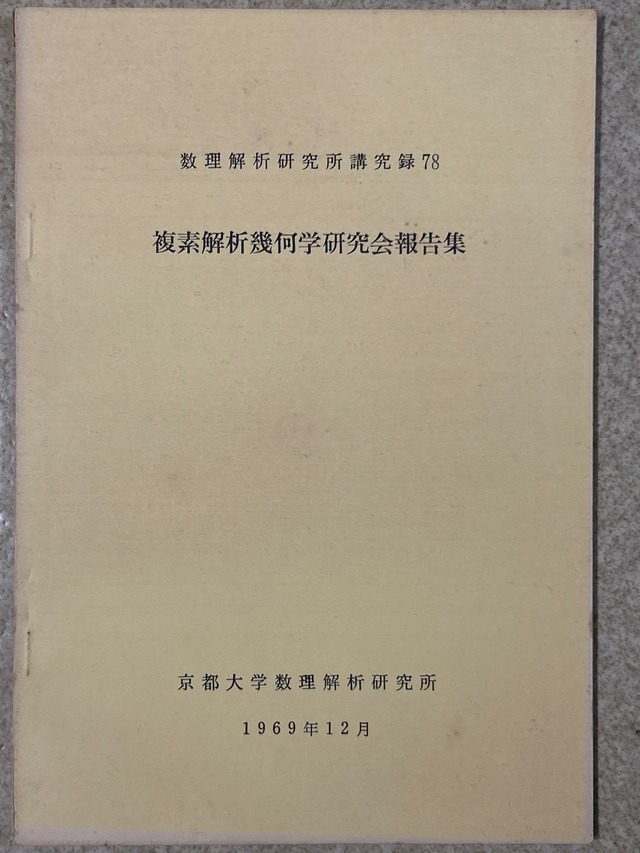 数理解析研究所講究録78
複素解析幾何学研究会報告集
京都大学数理解析研究所
1969年12月